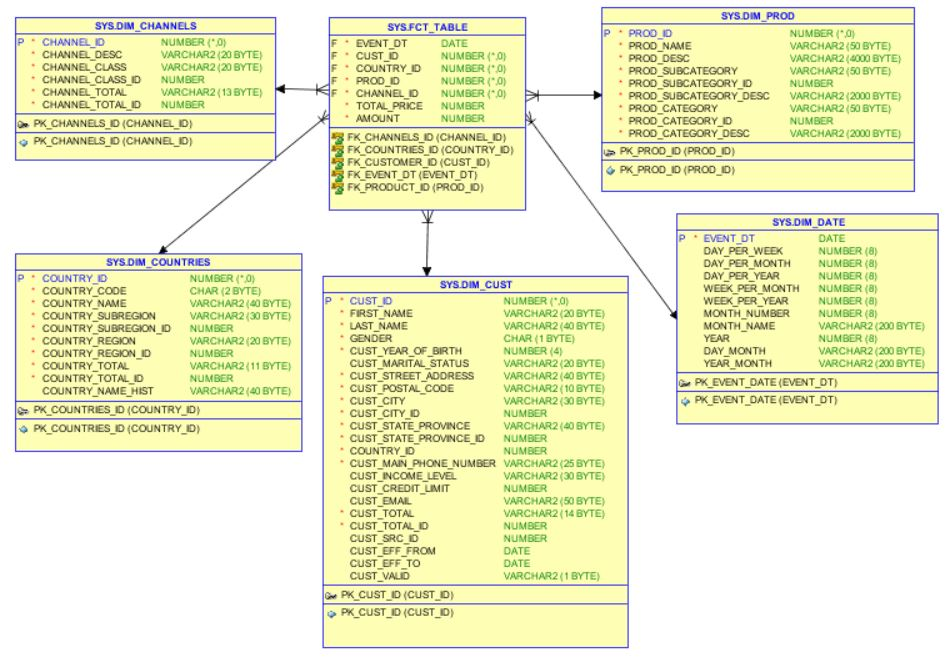 SYS.DIM_CHANNELS
P * CHANNEL_ID NUMBER (*,0)
* CHANNEL_DESC VARCHAR2 (20 BYTE)
* CHANNEL_CLASS VARCHAR2 (20 BYTE)
* CHANNEL_CLASS_ID NUMBER
* CHANNEL_TOTAL VARCHAR2 (13 BYTE)
* CHANNEL_TOTAL_ID NUMBER
PK_CHANNELS_ID (CHANNEL_ID)
PK_CHANNELS_ID (CHANNEL_ID)
SYS.FCT_TABLE
F * EVENT_DT DATE
F * CUST_ID NUMBER (*,0)
F * COUNTRY_ID NUMBER (*,0)
F * PROD_ID NUMBER (*,0)
F * CHANNEL_ID NUMBER (*,0)
* TOTAL_PRICE NUMBER
* AMOUNT NUMBER
FK_CHANNELS_ID (CHANNEL_ID)
FK_COUNTRIES_ID (COUNTRY_ID)
FK_CUSTOMER_ID (CUST_ID)
FK_EVENT_DT (EVENT_DT)
FK_PRODUCT_ID (PROD_ID)
SYS.DIM_PROD
P * PROD_ID NUMBER (*,0)
* PROD_NAME VARCHAR2 (50 BYTE)
* PROD_DESC VARCHAR2 (4000 BYTE)
* PROD_SUBCATEGORY VARCHAR2 (50 BYTE)
* PROD_SUBCATEGORY_ID NUMBER
* PROD_SUBCATEGORY_DESC VARCHAR2 (2000 BYTE)
* PROD_CATEGORY VARCHAR2 (50 BYTE)
* PROD_CATEGORY_ID NUMBER
* PROD_CATEGORY_DESC VARCHAR2 (2000 BYTE)
PK_PROD_ID (PROD_ID)
PK_PROD_ID (PROD_ID)
SYS.DIM_COUNTRIES
P * COUNTRY_ID NUMBER (*,0)
* COUNTRY_CODE CHAR (2 BYTE)
* COUNTRY_NAME VARCHAR2 (40 BYTE)
* COUNTRY_SUBREGION VARCHAR2 (30 BYTE)
* COUNTRY_SUBREGION_ID NUMBER
* COUNTRY_REGION VARCHAR2 (20 BYTE)
* COUNTRY_REGION_ID NUMBER
* COUNTRY_TOTAL VARCHAR2 (11 BYTE)
* COUNTRY_TOTAL_ID NUMBER
COUNTRY_NAME_HIST VARCHAR2 (40 BYTE)
PK_COUNTRIES_ID (COUNTRY_ID)
PK_COUNTRIES_ID (COUNTRY_ID)
SYS.DIM_CUST
P * CUST_ID NUMBER (*,0)
* FIRST_NAME VARCHAR2 (20 BYTE)
* LAST_NAME VARCHAR2 (40 BYTE)
* GENDER CHAR (1 BYTE)
* CUST_YEAR_OF_BIRTH NUMBER (4)
CUST_MARITAL_STATUS VARCHAR2 (20 BYTE)
* CUST_STREET_ADDRESS VARCHAR2 (40 BYTE)
* CUST_POSTAL_CODE VARCHAR2 (10 BYTE)
* CUST_CITY VARCHAR2 (30 BYTE)
* CUST_CITY_ID NUMBER
* CUST_STATE_PROVINCE VARCHAR2 (40 BYTE)
* CUST_STATE_PROVINCE_ID NUMBER
* COUNTRY_ID NUMBER
* CUST_MAIN_PHONE_NUMBER VARCHAR2 (25 BYTE)
CUST_INCOME_LEVEL VARCHAR2 (30 BYTE)
CUST_CREDIT_LIMIT NUMBER
CUST_EMAIL VARCHAR2 (50 BYTE)
* CUST_TOTAL VARCHAR2 (14 BYTE)
* CUST_TOTAL_ID NUMBER
CUST_SRC_ID NUMBER
CUST_EFF_FROM DATE
CUST_EFF_TO DATE
CUST_VALID VARCHAR2 (1 BYTE)
PK_CUST_ID (CUST_ID)
PK_CUST_ID (CUST_ID)
SYS.DIM_DATE
P * EVENT_DT DATE
DAY_PER_WEEK NUMBER (8)
DAY_PER_MONTH NUMBER (8)
DAY_PER_YEAR NUMBER (8)
WEEK_PER_MONTH NUMBER (8)
WEEK_PER_YEAR NUMBER (8)
MONTH_NUMBER NUMBER (8)
MONTH_NAME VARCHAR2 (200 BYTE)
YEAR NUMBER (8)
DAY_MONTH VARCHAR2 (200 BYTE)
YEAR_MONTH VARCHAR2 (200 BYTE)
PK_EVENT_DATE (EVENT_DT)
PK_EVENT_DATE (EVENT_DT)